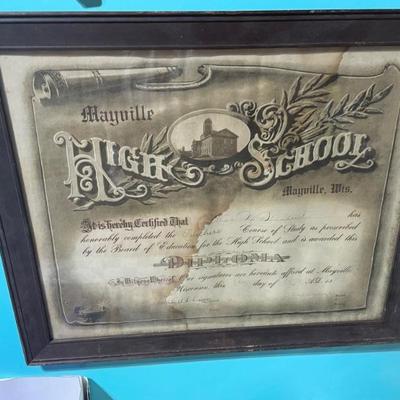 Mayville
HIGH SCHOOL
Mayville, Wis.
It is hereby Certified That has
honorably completed the Course of Study as prescribed
by the Board of Education for the High School and is awarded this
DIPLOMA
In Witness Whereof, Our signatures are hereunto affixed at Mayville
Wisconsin this day of A.D.